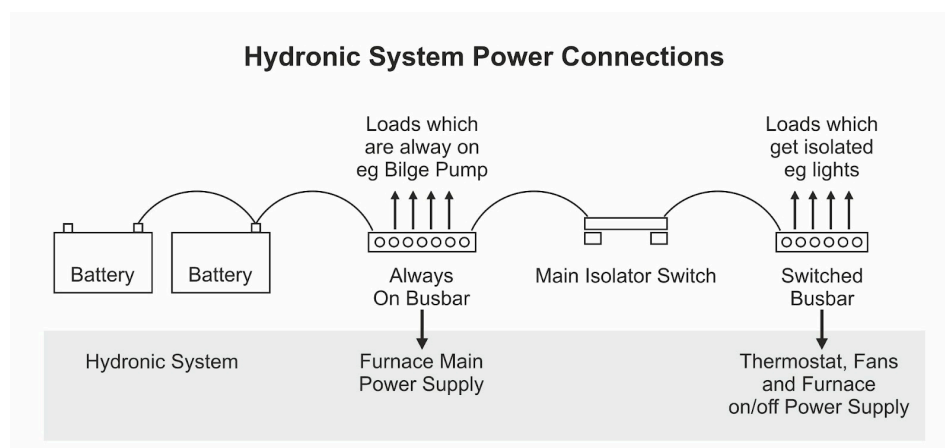 Hydronic System Power Connections
Loads which
are alway on
eg Bilge Pump
Loads which
get isolated
eg lights
Battery
Battery
Always
On Busbar
Main Isolator Switch
Switched
Busbar
Hydronic System
Furnace Main
Power Supply
Thermostat, Fans
and Furnace
on/off Power Supply